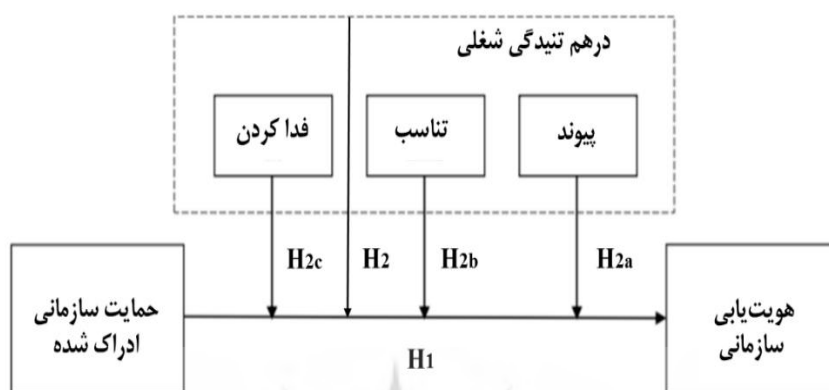 درهم تنیدگی شغلی
پیوند
تناسب
فدا کردن
H2a
H2b
H2
H2c
هویت‌یابی
سازمانی
حمایت سازمانی
ادراک شده
H1